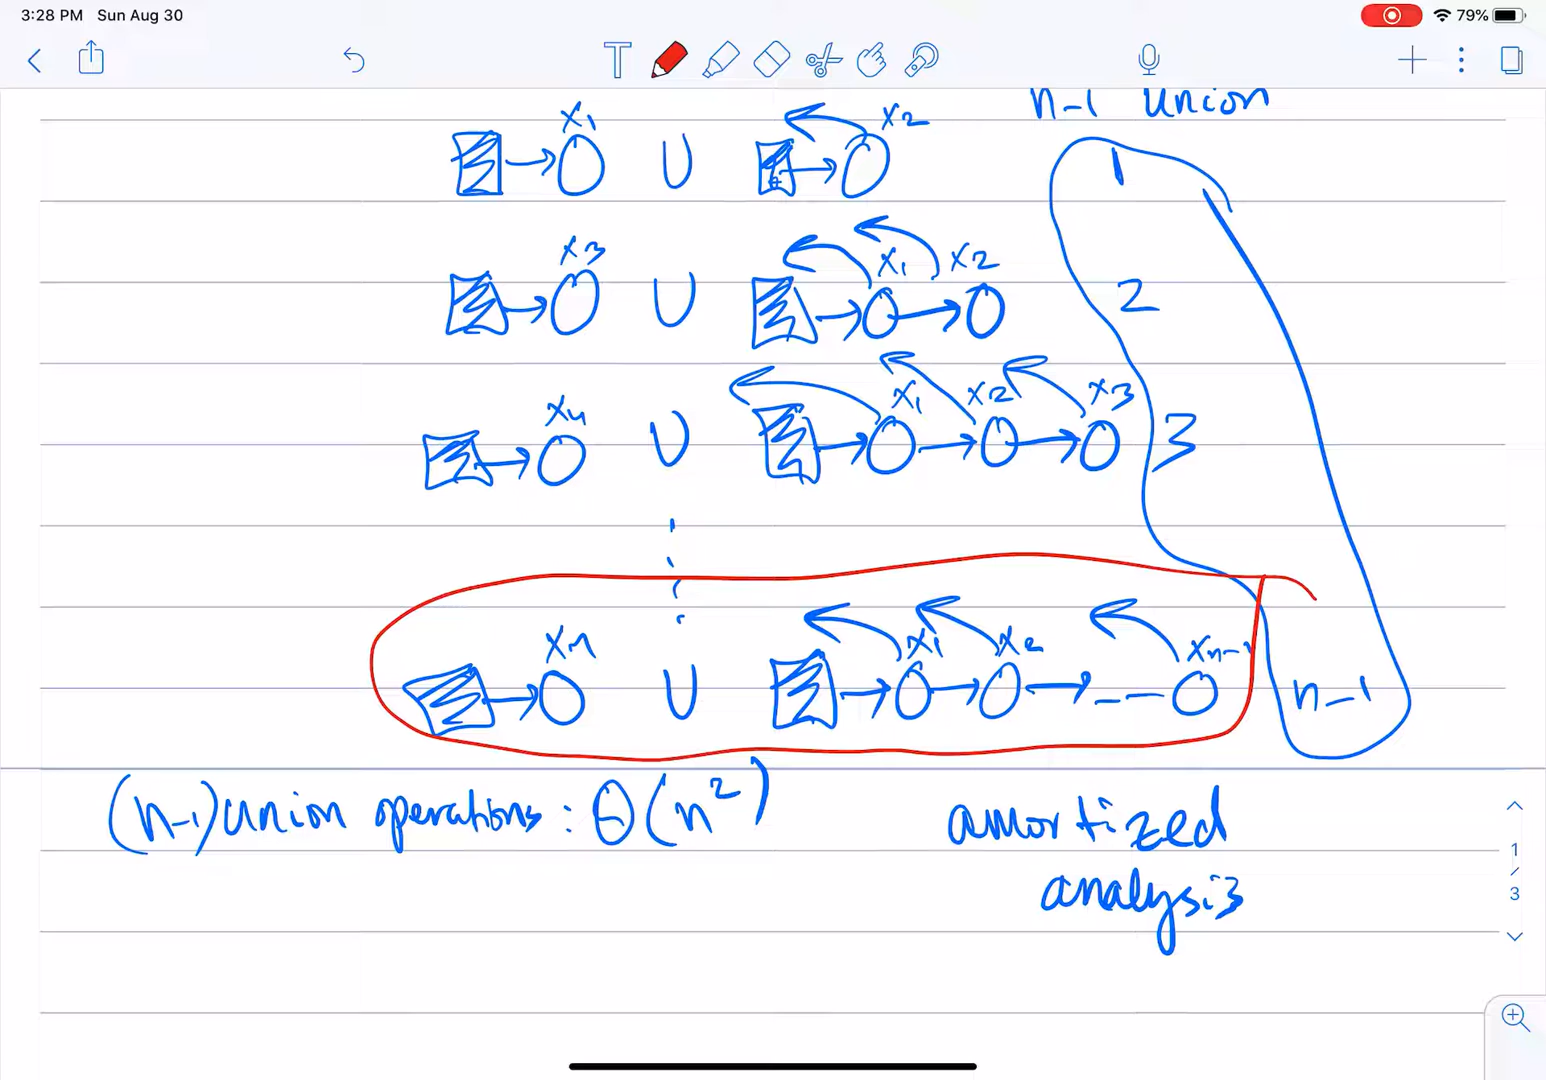 3:28 PM Sun Aug 30 79%
T
n-1 union
x1 U x2 1
x3 U x1 x2 2
x4 U x1 x2 x3 3
xn U x1 x2 xn-1 n-1
(n-1) union operations : Θ(n²)
amortized
analysis
1
/
3